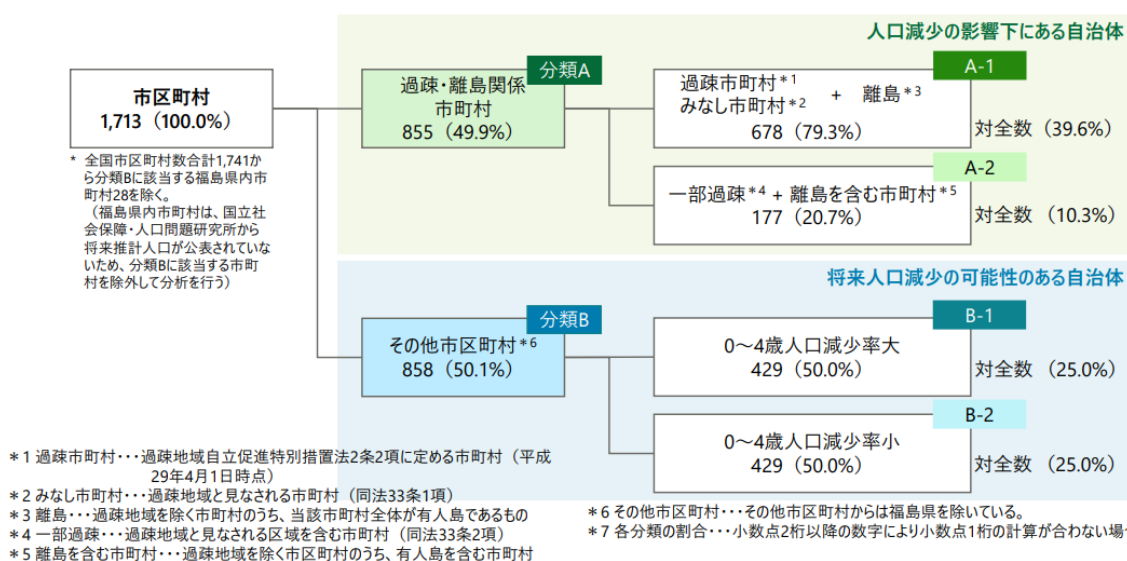 人口減少の影響下にある自治体
市区町村
1,713（100.0%）
* 全国市区町村数合計1,741か
ら分類Bに該当する福島県内市
町村28を除く。
（福島県内市町村は、国立社
会保障・人口問題研究所から
将来推計人口が公表されていな
いため、分類Bに該当する市町
村を除外して分析を行う）
分類A
過疎・離島関係
市町村
855（49.9%）
A-1
過疎市町村*1
みなし市町村*2 + 離島*3
678（79.3%）
対全数（39.6%）
A-2
一部過疎*4 + 離島を含む市町村*5
177（20.7%）
対全数（10.3%）
将来人口減少の可能性のある自治体
分類B
その他市区町村*6
858（50.1%）
B-1
0～4歳人口減少率大
429（50.0%）
対全数（25.0%）
B-2
0～4歳人口減少率小
429（50.0%）
対全数（25.0%）
＊1 過疎市町村・・・過疎地域自立促進特別措置法2条2項に定める市町村（平成
29年4月1日時点）
＊2 みなし市町村・・・過疎地域と見なされる市町村（同法33条1項）
＊3 離島・・・過疎地域を除く市町村のうち、当該市町村全体が有人島であるもの
＊4 一部過疎・・・過疎地域と見なされる区域を含む市町村（同法33条2項）
＊5 離島を含む市町村・・・過疎地域を除く市区町村のうち、有人島を含む市町村
＊6 その他市区町村・・・その他市区町村からは福島県を除いている。
＊7 各分類の割合・・・小数点2桁以降の数字により小数点1桁の計算が合わない場